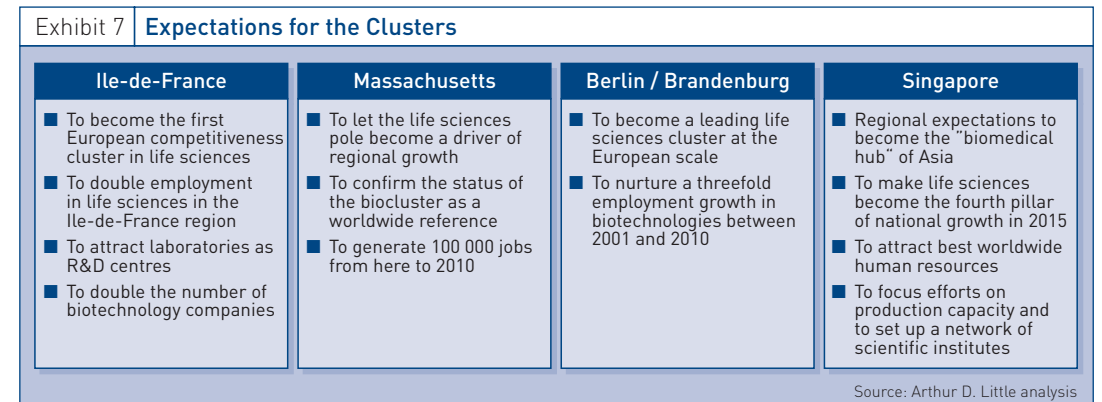 Exhibit 7 Expectations for the Clusters
Ile-de-France
■ To become the first
European competitiveness
cluster in life sciences
■ To double employment
in life sciences in the
Ile-de-France region
■ To attract laboratories as
R&D centres
■ To double the number of
biotechnology companies
Massachusetts
■ To let the life sciences
pole become a driver of
regional growth
■ To confirm the status of
the biocluster as a
worldwide reference
■ To generate 100 000 jobs
from here to 2010
Berlin / Brandenburg
■ To become a leading life
sciences cluster at the
European scale
■ To nurture a threefold
employment growth in
biotechnologies between
2001 and 2010
Singapore
■ Regional expectations to
become the “biomedical
hub” of Asia
■ To make life sciences
become the fourth pillar
of national growth in 2015
■ To attract best worldwide
human resources
■ To focus efforts on
production capacity and
to set up a network of
scientific institutes
Source: Arthur D. Little analysis